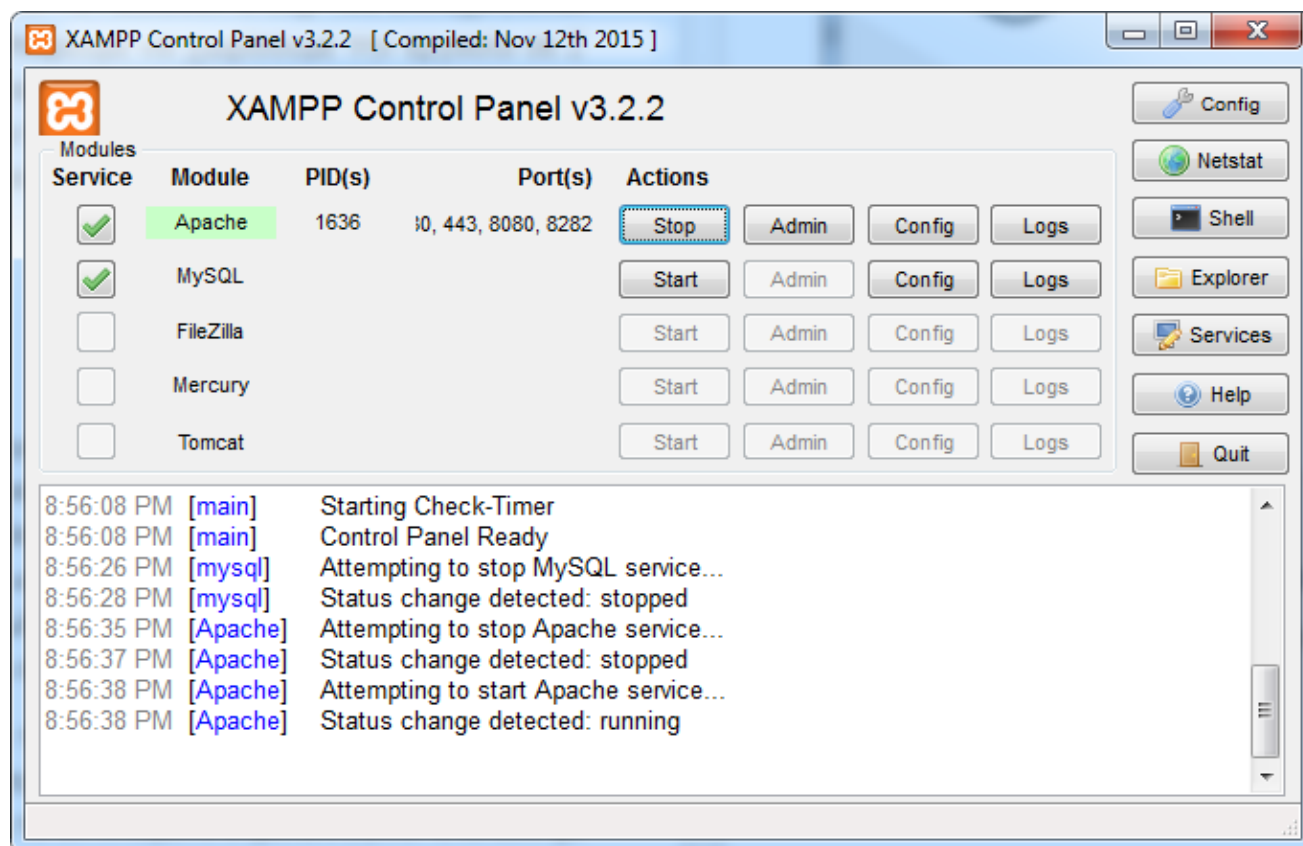 XAMPP Control Panel v3.2.2 [ Compiled: Nov 12th 2015 ]
XAMPP Control Panel v3.2.2
Config
Modules
Netstat
Service Module PID(s) Port(s) Actions
Apache 1636 443, 8080, 8282 Stop Admin Config Logs
Shell
MySQL Start Admin Config Logs
Explorer
FileZilla Start Admin Config Logs
Services
Mercury Start Admin Config Logs
Help
Tomcat Start Admin Config Logs
Quit
8:56:08 PM [main] Starting Check-Timer
8:56:08 PM [main] Control Panel Ready
8:56:26 PM [mysql] Attempting to stop MySQL service...
8:56:28 PM [mysql] Status change detected: stopped
8:56:35 PM [Apache] Attempting to stop Apache service...
8:56:37 PM [Apache] Status change detected: stopped
8:56:38 PM [Apache] Attempting to start Apache service...
8:56:38 PM [Apache] Status change detected: running